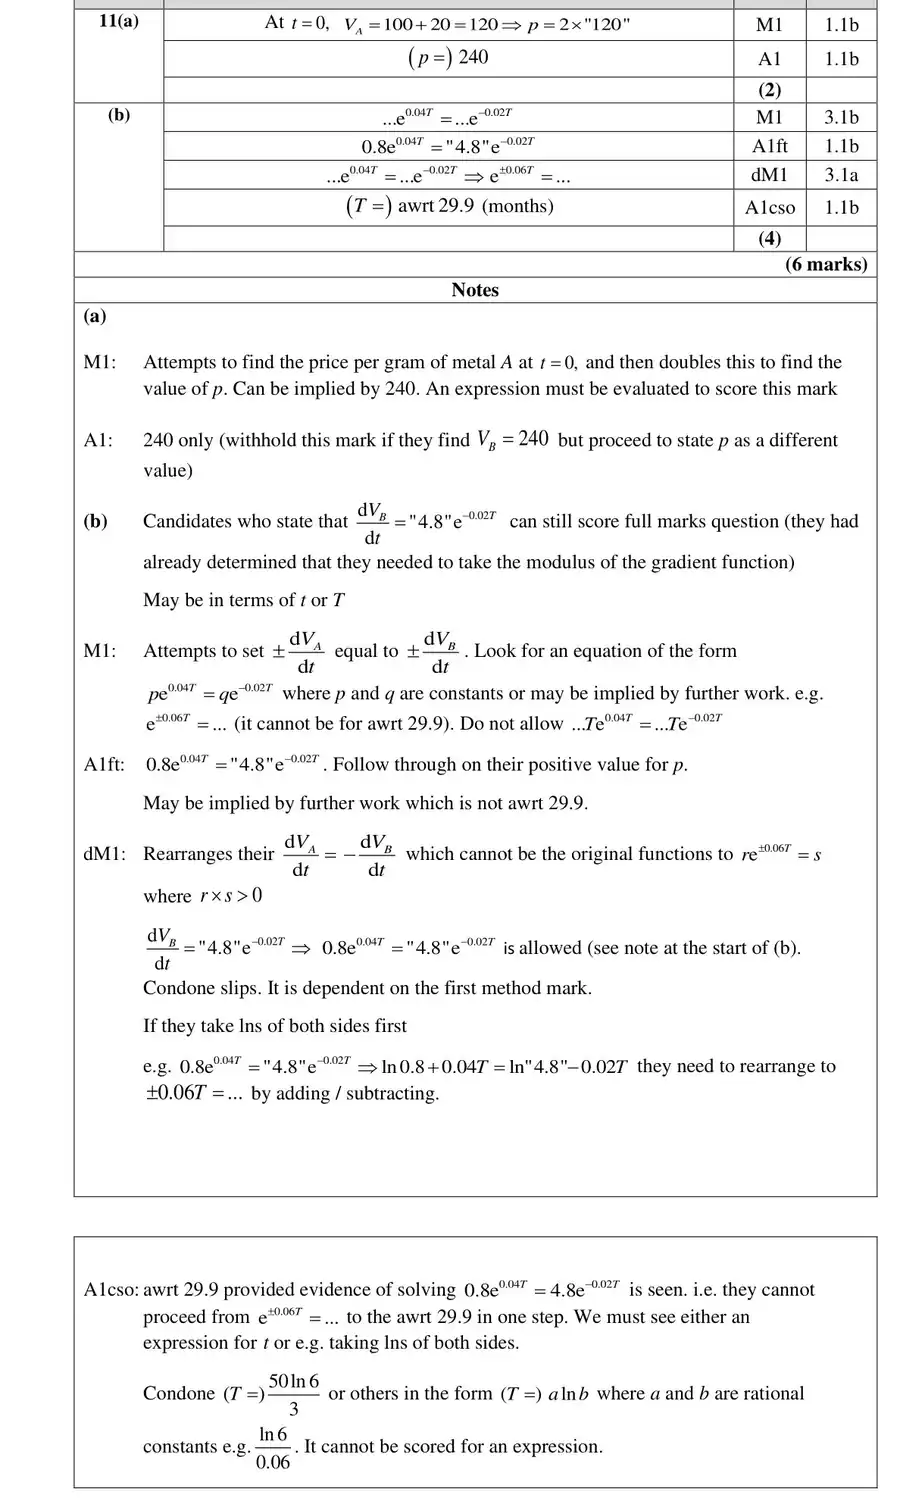 11(a) At t = 0, V_A = 100 + 20 = 120 ⇒ p = 2×"120" M1 1.1b
(p =) 240 A1 1.1b
(2)
(b) ...e^{0.04T} = ...e^{−0.02T} M1 3.1b
0.8e^{0.04T} = "4.8"e^{−0.02T} A1ft 1.1b
...e^{0.04T} = ...e^{−0.02T} ⇒ e^{±0.06T} = ... dM1 3.1a
(T =) awrt 29.9 (months) A1cso 1.1b
(4)
(6 marks)
Notes
(a)
M1: Attempts to find the price per gram of metal A at t = 0, and then doubles this to find the
value of p. Can be implied by 240. An expression must be evaluated to score this mark
A1: 240 only (withhold this mark if they find V_B = 240 but proceed to state p as a different
value)
(b) Candidates who state that dV_B/dt = "4.8"e^{−0.02T} can still score full marks question (they had
already determined that they needed to take the modulus of the gradient function)
May be in terms of t or T
M1: Attempts to set ± dV_A/dt equal to ± dV_B/dt . Look for an equation of the form
pe^{0.04T} = qe^{−0.02T} where p and q are constants or may be implied by further work. e.g.
e^{±0.06T} = ... (it cannot be for awrt 29.9). Do not allow ...Te^{0.04T} = ...Te^{−0.02T}
A1ft: 0.8e^{0.04T} = "4.8"e^{−0.02T} . Follow through on their positive value for p.
May be implied by further work which is not awrt 29.9.
dM1: Rearranges their dV_A/dt = − dV_B/dt which cannot be the original functions to re^{±0.06T} = s
where r × s > 0
dV_B/dt = "4.8"e^{−0.02T} ⇒ 0.8e^{0.04T} = "4.8"e^{−0.02T} is allowed (see note at the start of (b).
Condone slips. It is dependent on the first method mark.
If they take lns of both sides first
e.g. 0.8e^{0.04T} = "4.8"e^{−0.02T} ⇒ ln 0.8 + 0.04T = ln"4.8"− 0.02T they need to rearrange to
±0.06T = ... by adding / subtracting.
A1cso: awrt 29.9 provided evidence of solving 0.8e^{0.04T} = 4.8e^{−0.02T} is seen. i.e. they cannot
proceed from e^{±0.06T} = ... to the awrt 29.9 in one step. We must see either an
expression for t or e.g. taking lns of both sides.
Condone (T =) 50 ln 6/3 or others in the form (T =) a ln b where a and b are rational
constants e.g. ln 6/0.06 . It cannot be scored for an expression.